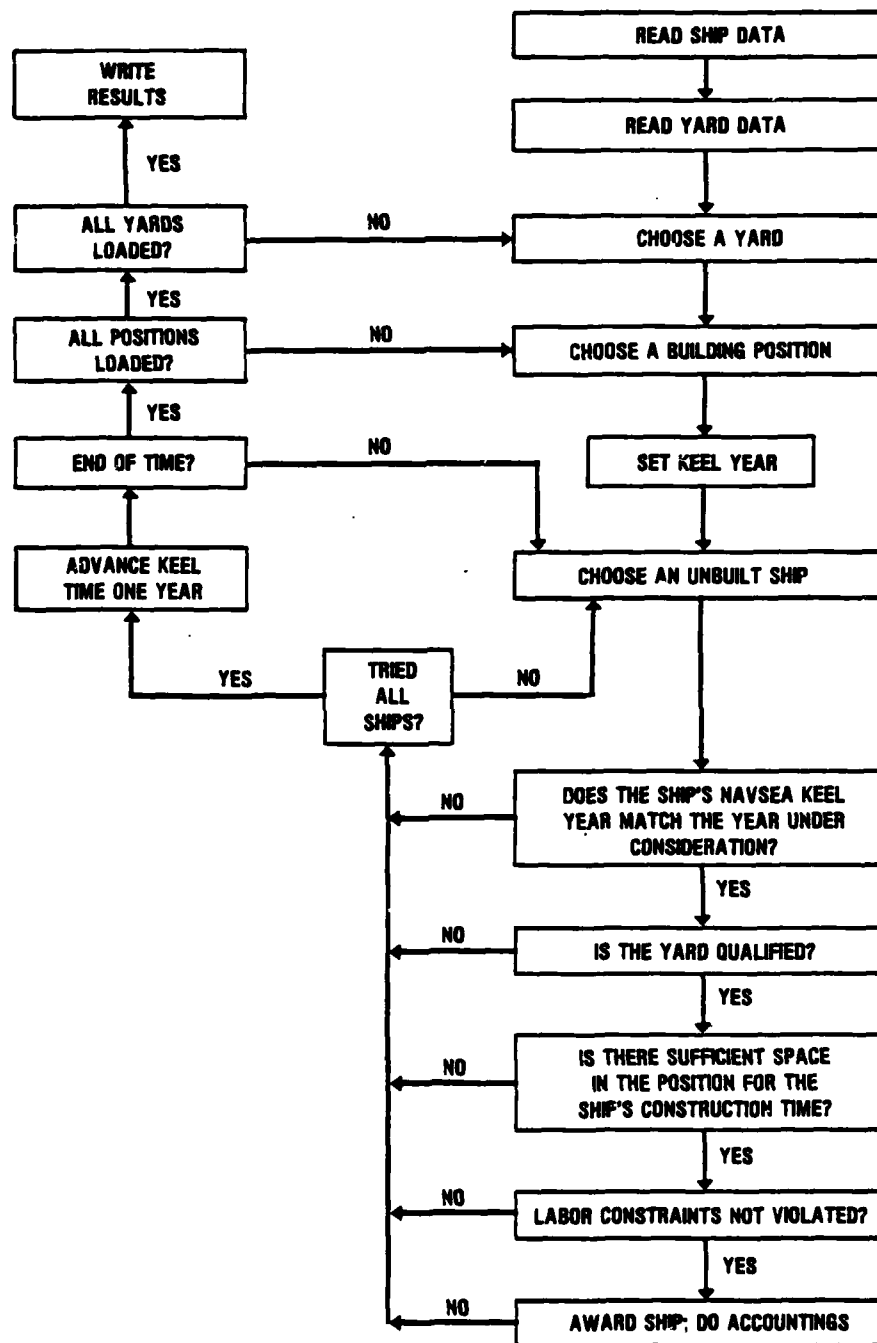 READ SHIP DATA
WRITE
RESULTS
READ YARD DATA
YES
ALL YARDS
LOADED?
NO
CHOOSE A YARD
YES
ALL POSITIONS
LOADED?
NO
CHOOSE A BUILDING POSITION
YES
END OF TIME?
NO
SET KEEL YEAR
ADVANCE KEEL
TIME ONE YEAR
CHOOSE AN UNBUILT SHIP
YES
TRIED
ALL
SHIPS?
NO
NO
DOES THE SHIP'S NAVSEA KEEL
YEAR MATCH THE YEAR UNDER
CONSIDERATION?
YES
NO
IS THE YARD QUALIFIED?
YES
NO
IS THERE SUFFICIENT SPACE
IN THE POSITION FOR THE
SHIP'S CONSTRUCTION TIME?
YES
NO
LABOR CONSTRAINTS NOT VIOLATED?
YES
NO
AWARD SHIP; DO ACCOUNTINGS